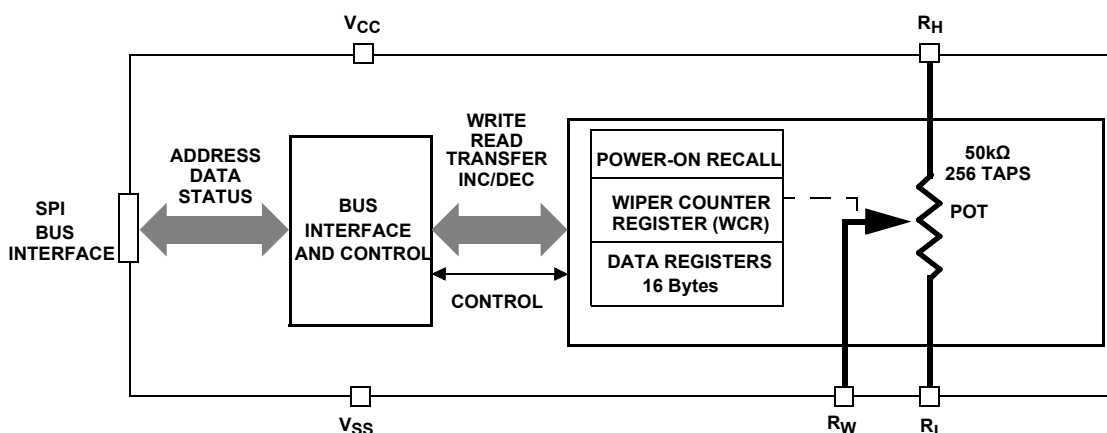 VCC
RH
WRITE
READ
TRANSFER
INC/DEC
ADDRESS
DATA
STATUS
SPI
BUS
INTERFACE
BUS
INTERFACE
AND CONTROL
CONTROL
POWER-ON RECALL
WIPER COUNTER
REGISTER (WCR)
DATA REGISTERS
16 Bytes
50kΩ
256 TAPS
POT
VSS
RW